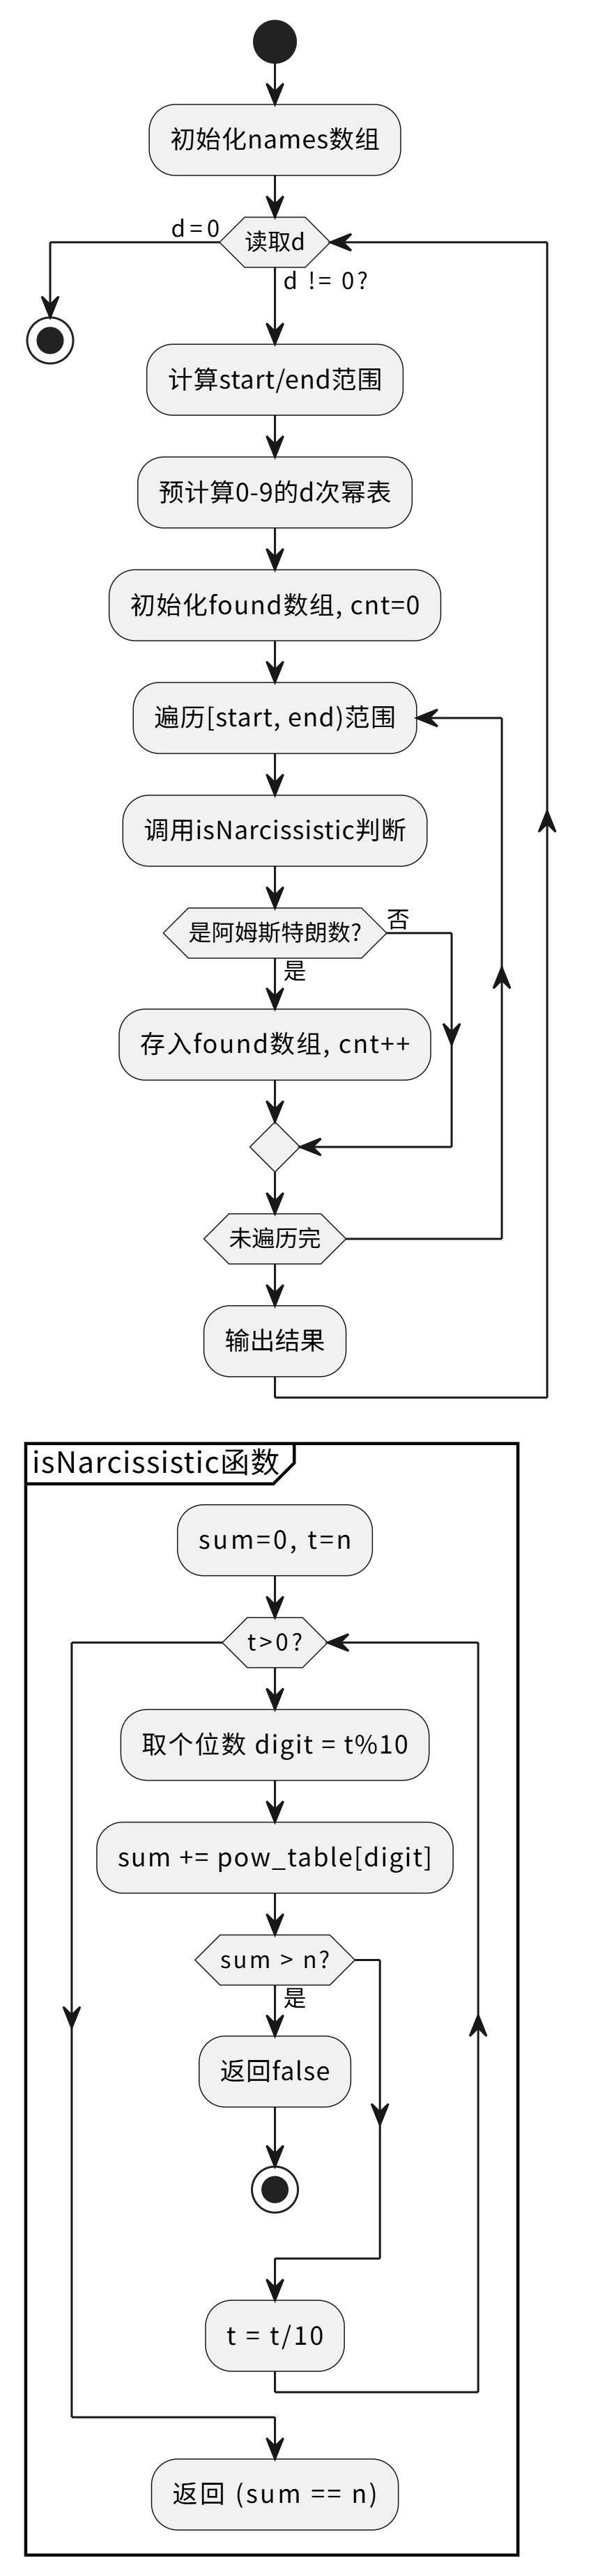 初始化names数组
d=0
读取d
d != 0?
计算start/end范围
预计算0-9的d次幂表
初始化found数组, cnt=0
遍历[start, end)范围
调用isNarcissistic判断
是阿姆斯特朗数?
否
是
存入found数组, cnt++
未遍历完
输出结果
isNarcissistic函数
sum=0, t=n
t>0?
取个位数 digit = t%10
sum += pow_table[digit]
sum > n?
是
返回false
t = t/10
返回 (sum == n)